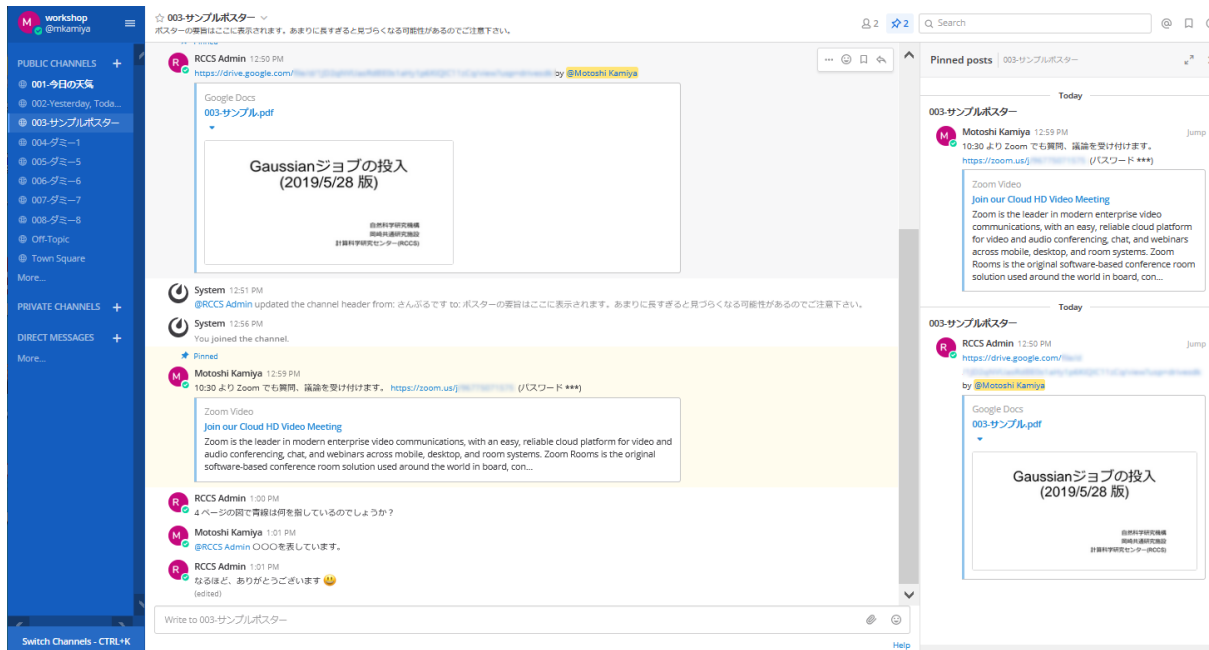 workshop
@mkamiya
PUBLIC CHANNELS +
001-今日の天気
002-Yesterday, Toda...
003-サンプルポスター
004-ダミー1
005-ダミー5
006-ダミー6
007-ダミー7
008-ダミー8
Off-Topic
Town Square
More...
PRIVATE CHANNELS +
DIRECT MESSAGES +
More...
Switch Channels - CTRL+K
003-サンプルポスター
ポスターの要旨はここに表示されます。あまりに長すぎると見づらくなる可能性があるのでご注意下さい。
2
2
Search
RCCS Admin 12:50 PM
https://drive.google.com/ by @Motoshi Kamiya
Google Docs
003-サンプル.pdf
Gaussianジョブの投入
(2019/5/28 版)
自然科学研究機構
岡崎共通研究施設
計算科学研究センター(RCCS)
System 12:51 PM
@RCCS Admin updated the channel header from: さんぷるです to: ポスターの要旨はここに表示されます。あまりに長すぎると見づらくなる可能性があるのでご注意下さい。
System 12:56 PM
You joined the channel.
Pinned
Motoshi Kamiya 12:59 PM
10:30 より Zoom でも質問、議論を受け付けます。 https://zoom.us/j (パスワード ***)
Zoom Video
Join our Cloud HD Video Meeting
Zoom is the leader in modern enterprise video communications, with an easy, reliable cloud platform for video and
audio conferencing, chat, and webinars across mobile, desktop, and room systems. Zoom Rooms is the original
software-based conference room solution used around the world in board, con...
RCCS Admin 1:00 PM
4 ページの図で青線は何を指しているのでしょうか？
Motoshi Kamiya 1:01 PM
@RCCS Admin 〇〇〇を表しています。
RCCS Admin 1:01 PM
なるほど、ありがとうございます 😃
(edited)
Write to 003-サンプルポスター
Help
Pinned posts 003-サンプルポスター
Today
003-サンプルポスター
Motoshi Kamiya 12:59 PM Jump
10:30 より Zoom でも質問、議論を受け付けます。
https://zoom.us/j (パスワード ***)
Zoom Video
Join our Cloud HD Video Meeting
Zoom is the leader in modern enterprise video
communications, with an easy, reliable cloud platform
for video and audio conferencing, chat, and webinars
across mobile, desktop, and room systems. Zoom
Rooms is the original software-based conference room
solution used around the world in board, con...
Today
003-サンプルポスター
RCCS Admin 12:50 PM Jump
https://drive.google.com/
by @Motoshi Kamiya
Google Docs
003-サンプル.pdf
Gaussianジョブの投入
(2019/5/28 版)
自然科学研究機構
岡崎共通研究施設
計算科学研究センター(RCCS)